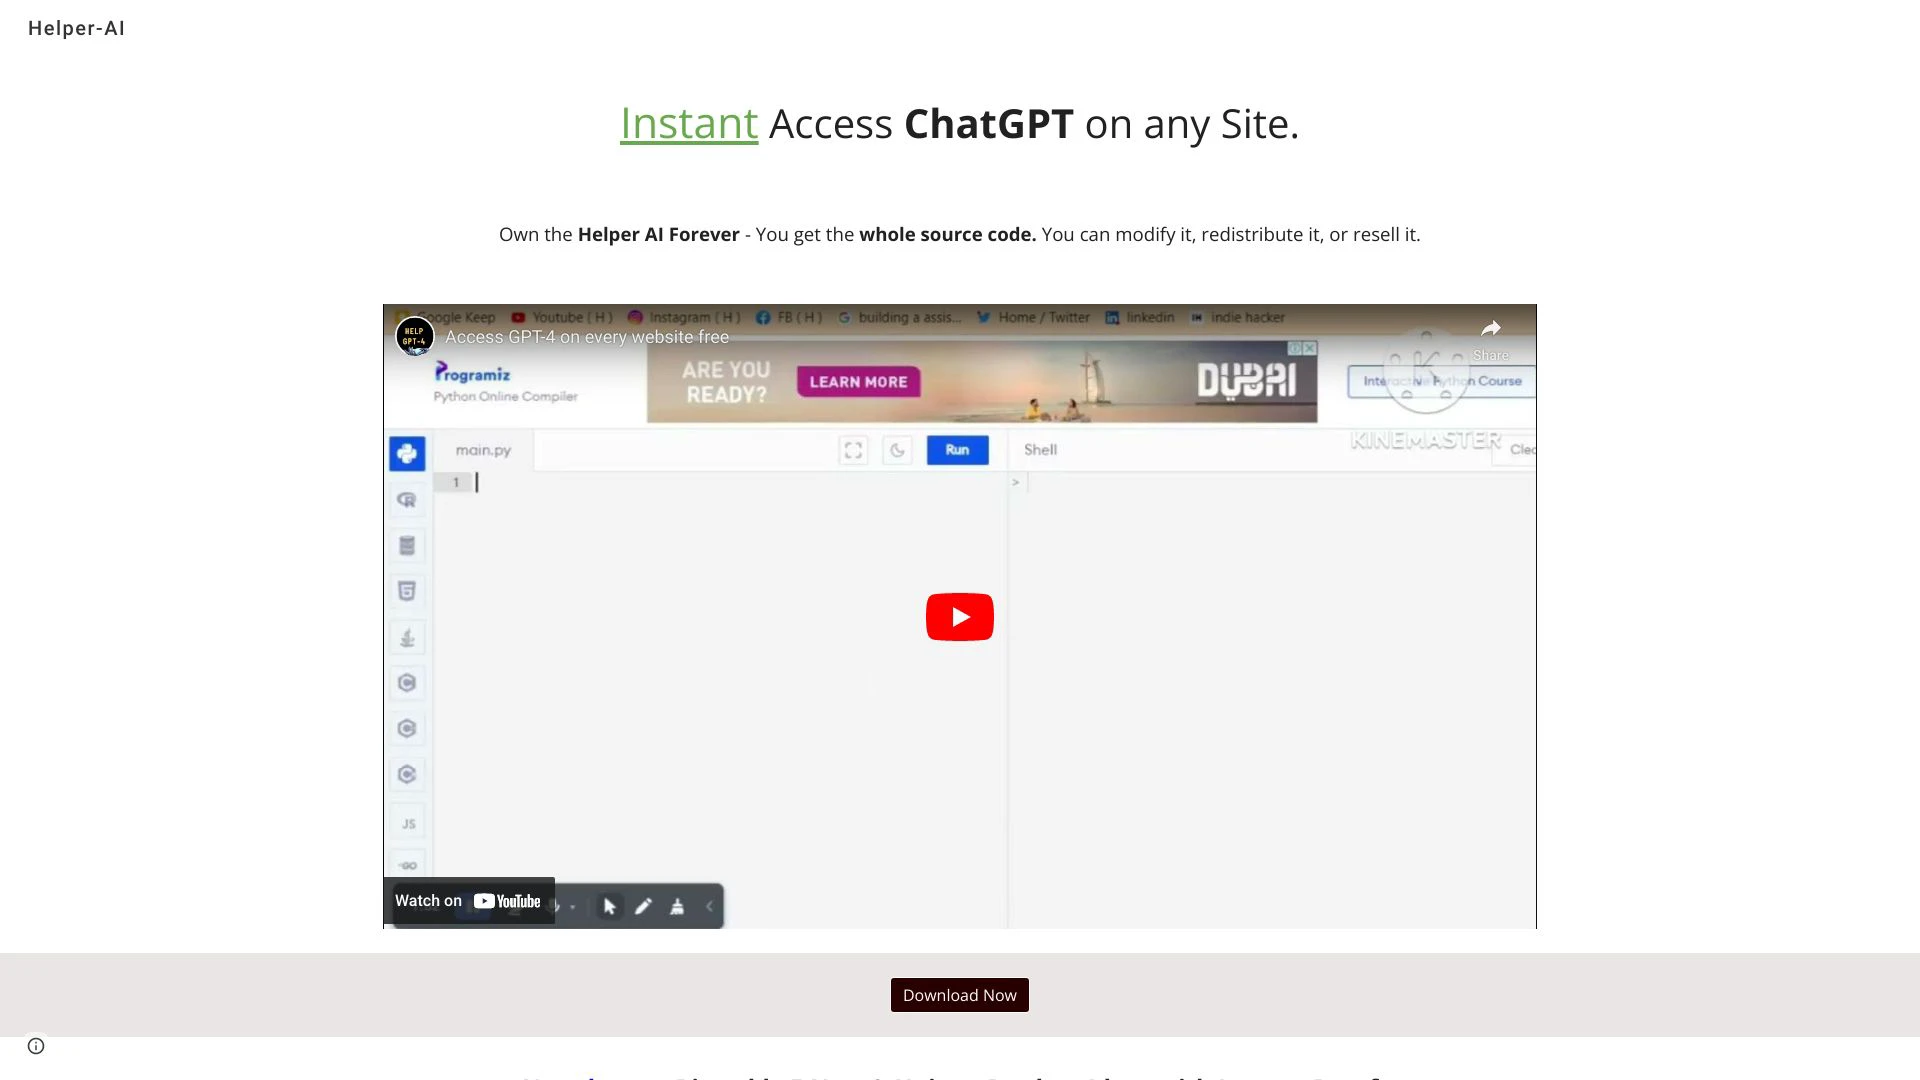 Helper-AI
Instant Access ChatGPT on any Site.
Own the Helper AI Forever - You get the whole source code. You can modify it, redistribute it, or resell it.
Google Keep Youtube ( H ) Instagram ( H ) FB ( H ) building a assis... Home / Twitter linkedin indie hacker
HELP GPT-4
Access GPT-4 on every website free
Share
Programiz
Python Online Compiler
ARE YOU READY?
LEARN MORE
DUBAI
Interactive Python Course
KINEMASTER
main.py
Run
Shell
Clea
1
>
JS
GO
Watch on YouTube
Download Now